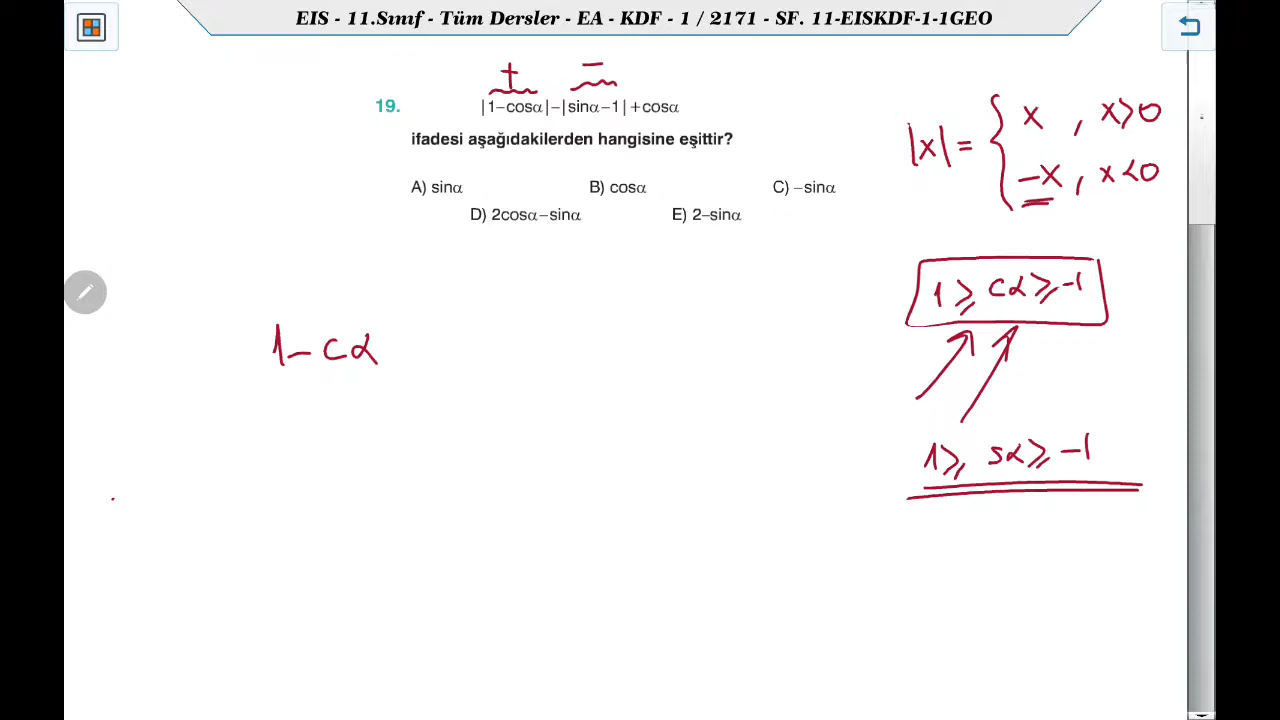 EIS - 11.Sınıf - Tüm Dersler - EA - KDF - 1 / 2171 - SF. 11-EISKDF-1-1GEO
+ −
19. |1−cosα|−|sinα−1|+cosα
ifadesi aşağıdakilerden hangisine eşittir?
A) sinα B) cosα C) −sinα
D) 2cosα−sinα E) 2−sinα
|x| = { x , x>0
−x , x<0
1 ≥ cα ≥ −1
1 − cα
1 ≥ sα ≥ −1